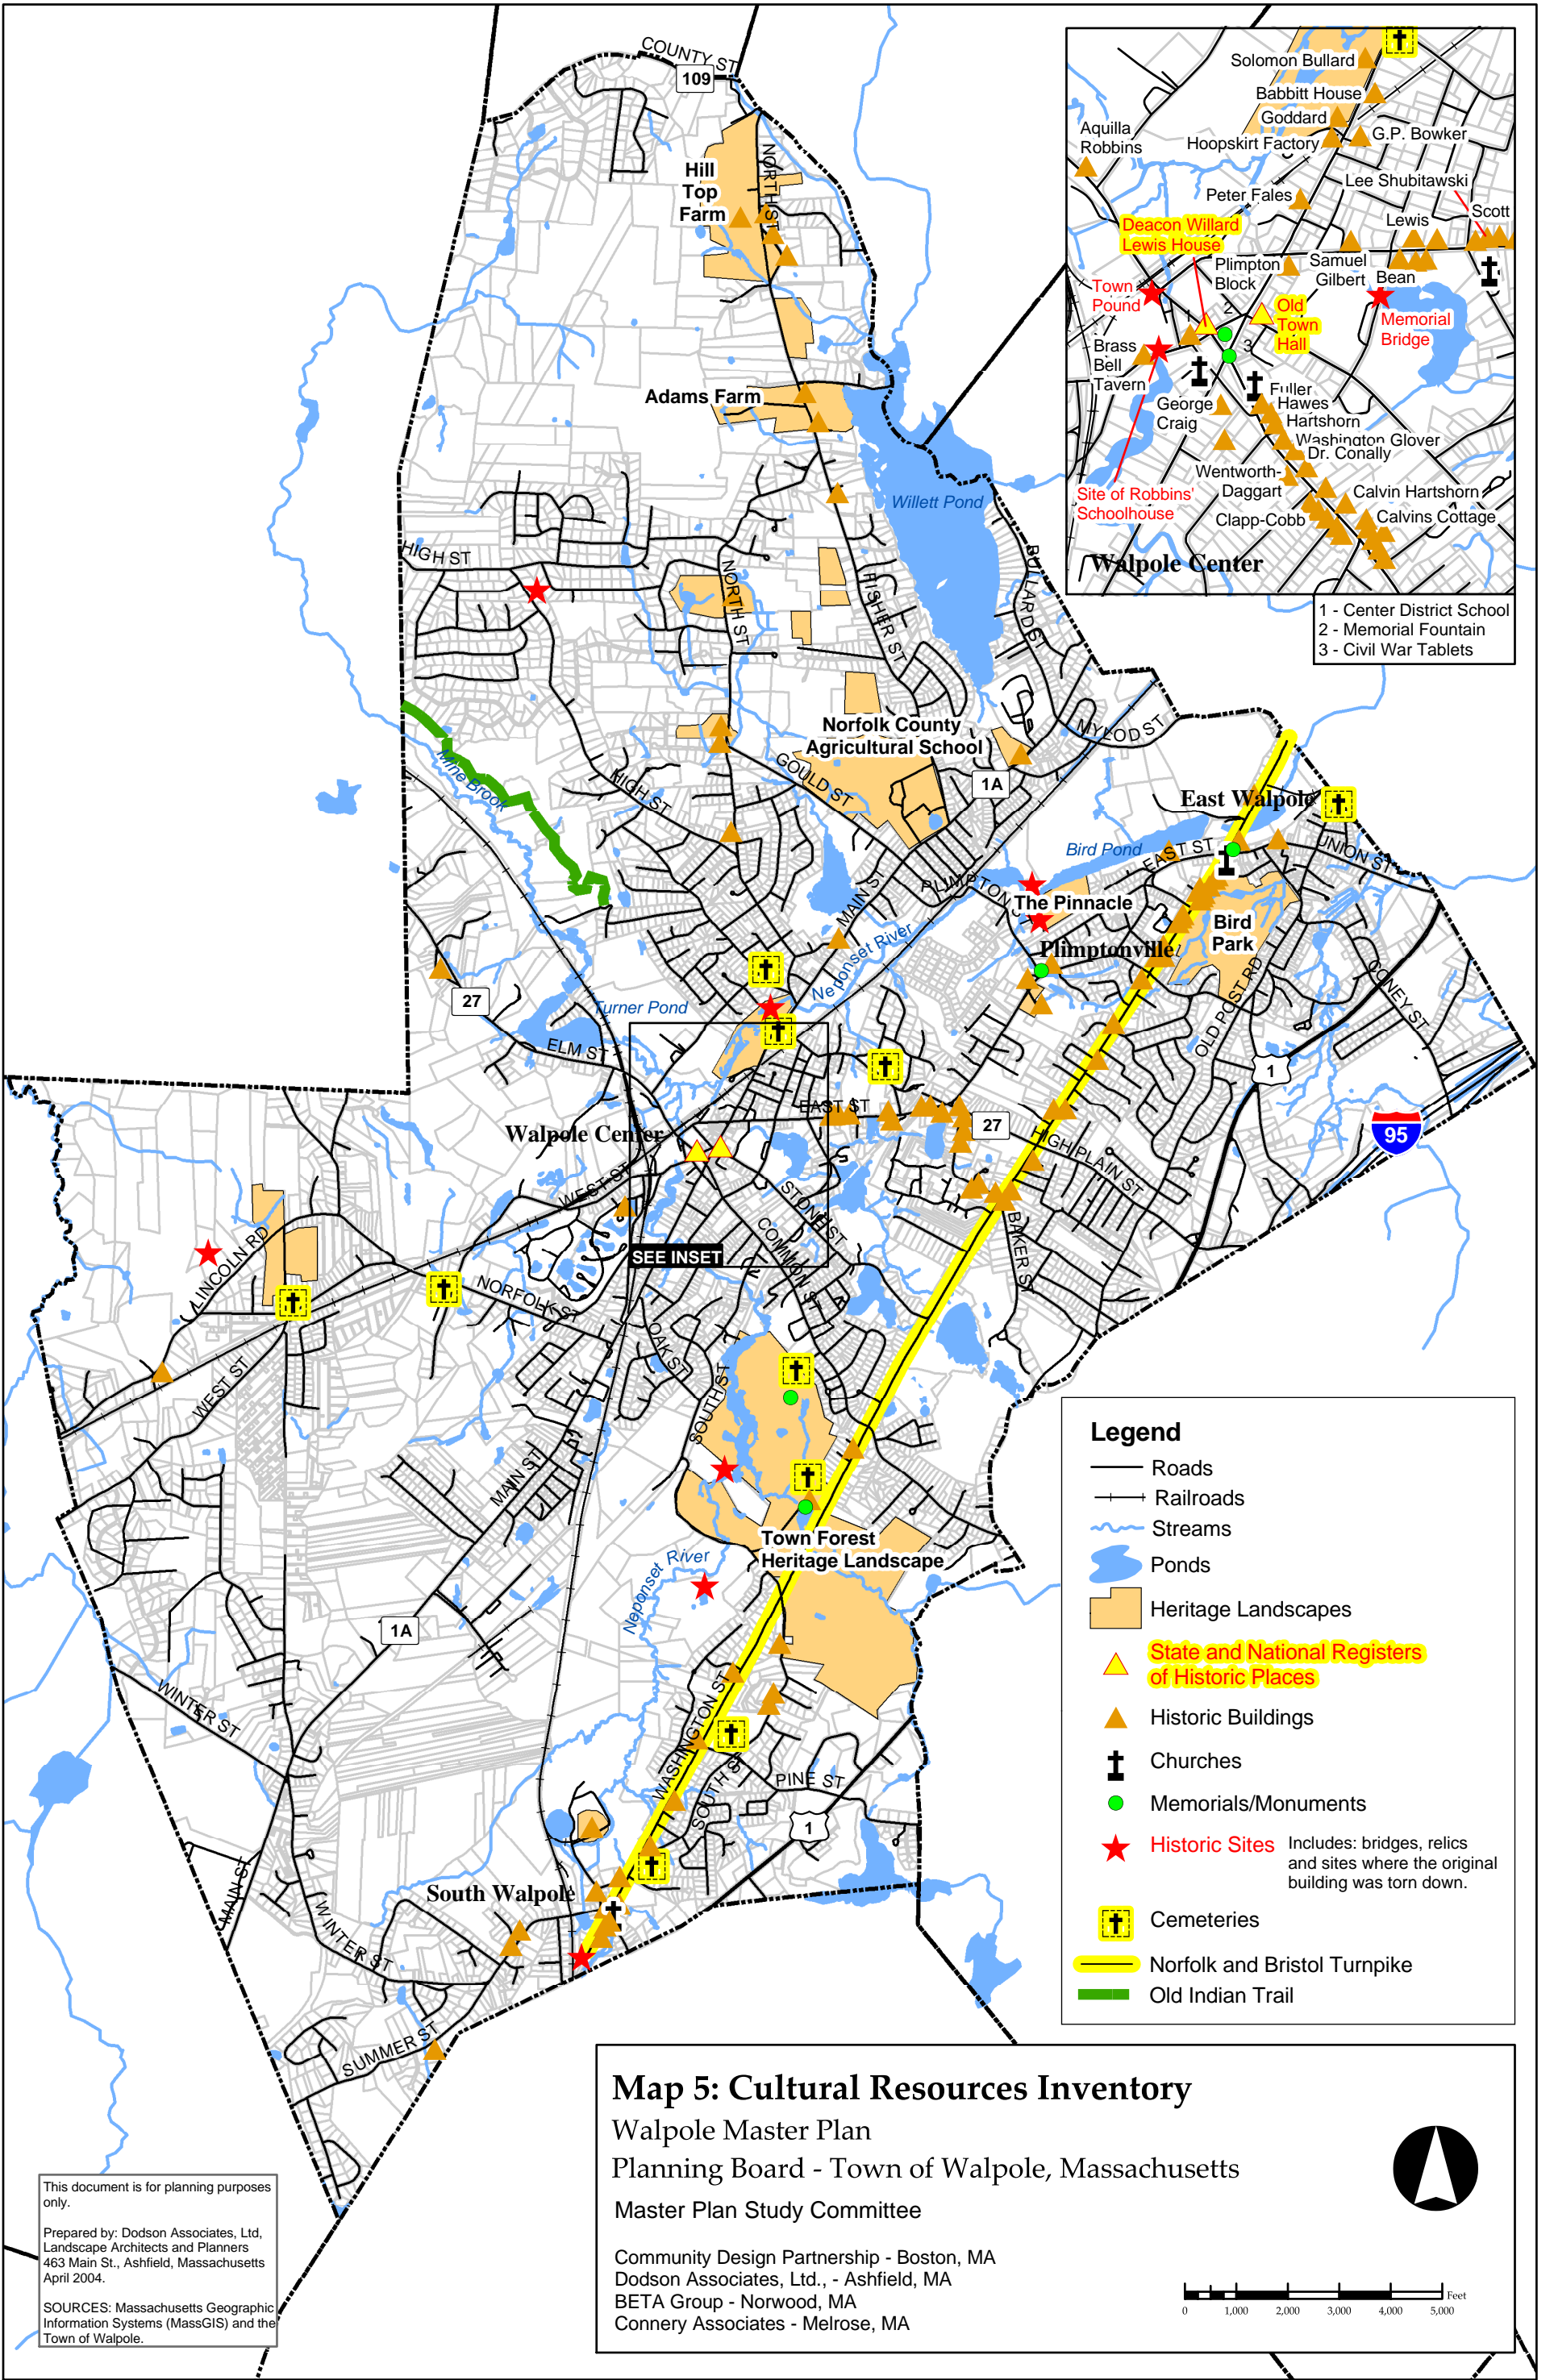 COUNTY ST
109
NORTH ST
Hill
Top
Farm
Adams Farm
Willett Pond
HIGH ST
NORTH ST
FISHER ST
BULLARD ST
Norfolk County
Agricultural School
MYLOD ST
GOULD ST
1A
HIGH ST
Mine Brook
East Walpole
Bird Pond
EAST ST
UNION ST
PLIMPTON ST
MAIN ST
The Pinnacle
Bird
Park
Plimptonville
Neponset River
OLD POST RD
CONEY ST
27
Turner Pond
ELM ST
1
EAST ST
27
95
Walpole Center
HIGH PLAIN ST
WEST ST
STONE ST
COMMON ST
BAKER ST
SEE INSET
LINCOLN RD
NORFOLK ST
OAK ST
WEST ST
SOUTH ST
MAIN ST
Town Forest
Heritage Landscape
Neponset River
1A
WINTER ST
WASHINGTON ST
SOUTH ST
PINE ST
1
MAIN ST
South Walpole
WINTER ST
SUMMER ST
Solomon Bullard
Babbitt House
Goddard
Aquilla
Robbins
Hoopskirt Factory
G.P. Bowker
Lee Shubitawski
Peter Fales
Scott
Lewis
Deacon Willard
Lewis House
Plimpton
Block
Samuel
Gilbert
Bean
Town
Pound
Old
Town
Hall
Memorial
Bridge
1
2
3
Brass
Bell
Tavern
George
Craig
Fuller
Hawes
Hartshorn
Washington Glover
Dr. Conally
Wentworth-
Daggart
Calvin Hartshorn
Site of Robbins'
Schoolhouse
Clapp-Cobb
Calvins Cottage
Walpole Center
1 - Center District School
2 - Memorial Fountain
3 - Civil War Tablets
Legend
Roads
Railroads
Streams
Ponds
Heritage Landscapes
State and National Registers
of Historic Places
Historic Buildings
Churches
Memorials/Monuments
Historic Sites
Includes: bridges, relics
and sites where the original
building was torn down.
Cemeteries
Norfolk and Bristol Turnpike
Old Indian Trail
Map 5: Cultural Resources Inventory
Walpole Master Plan
Planning Board - Town of Walpole, Massachusetts
Master Plan Study Committee
Community Design Partnership - Boston, MA
Dodson Associates, Ltd., - Ashfield, MA
BETA Group - Norwood, MA
Connery Associates - Melrose, MA
Feet
0 1,000 2,000 3,000 4,000 5,000
This document is for planning purposes
only.
Prepared by: Dodson Associates, Ltd,
Landscape Architects and Planners
463 Main St., Ashfield, Massachusetts
April 2004.
SOURCES: Massachusetts Geographic
Information Systems (MassGIS) and the
Town of Walpole.